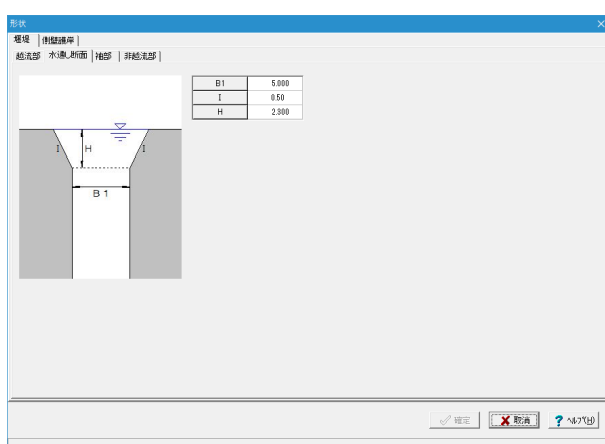 形状
堰堤 側壁護岸
越流部 水通し断面 袖部 非越流部
B1 5.000
I 0.50
H 2.300
I H I
B 1
確定 取消 ヘルプ(H)